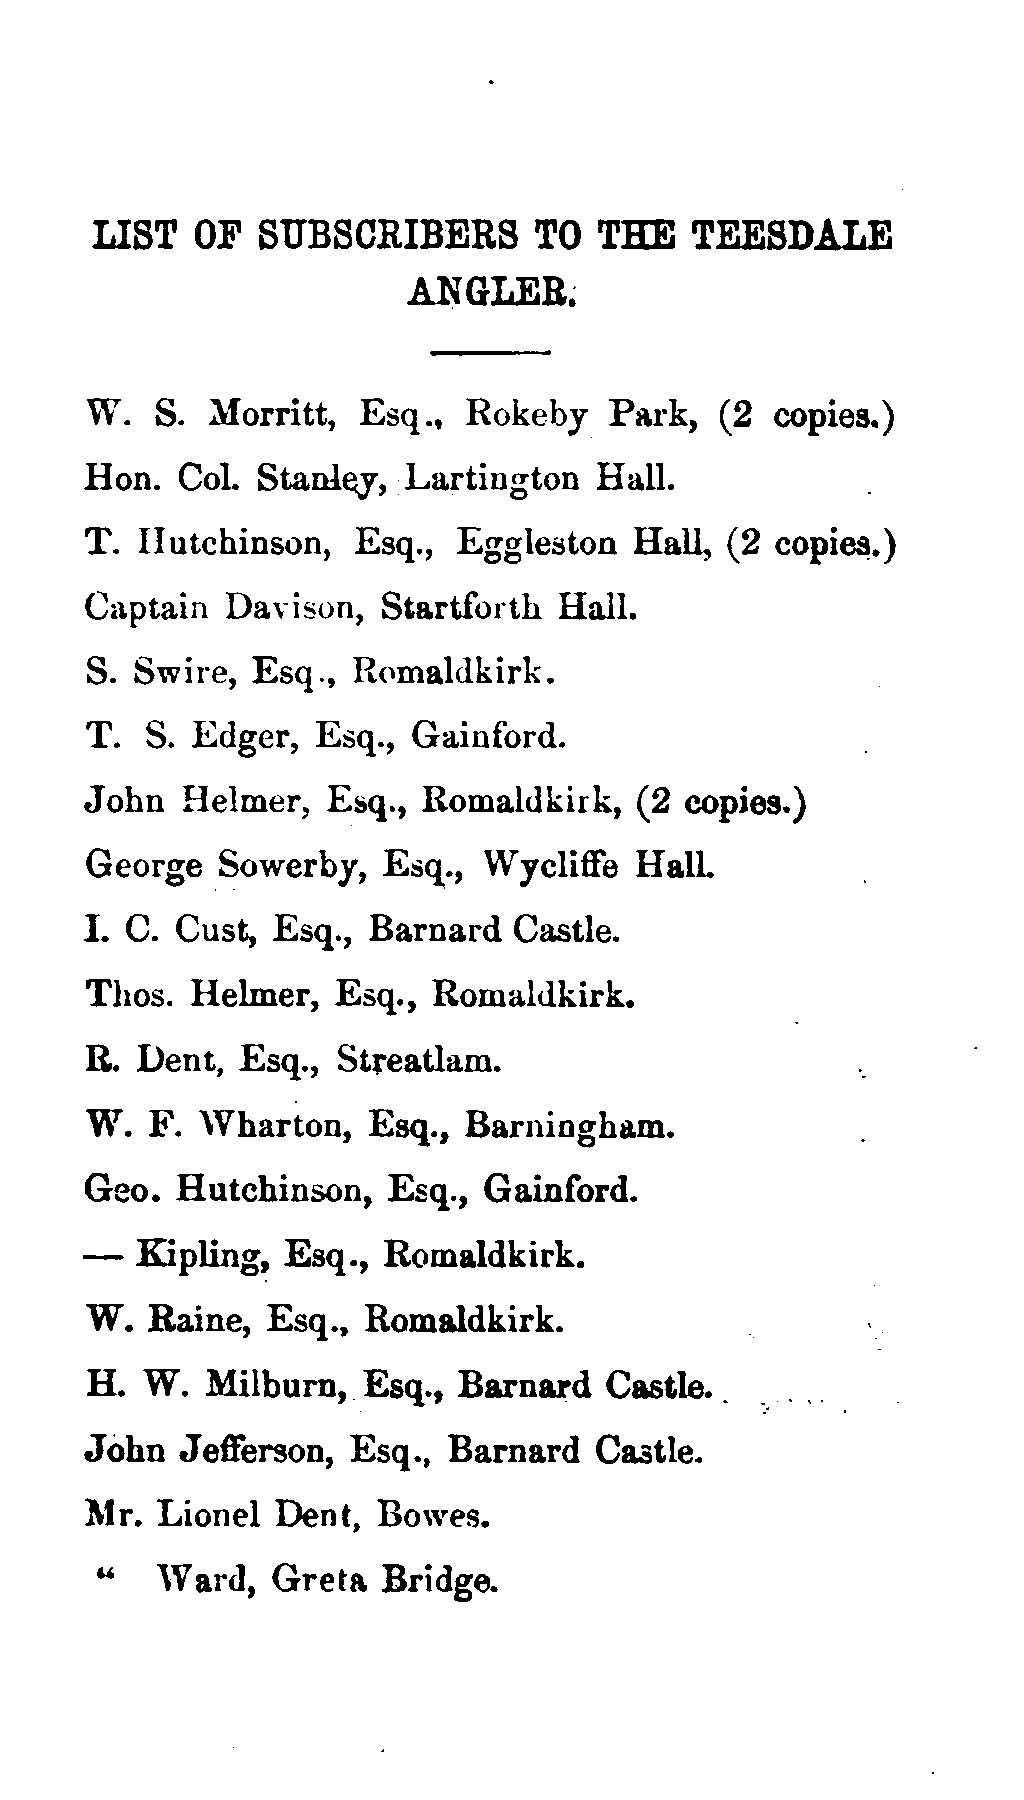 LIST OF SUBSCRIBERS TO THE TEESDALE
ANGLER.
W. S. Morritt, Esq., Rokeby Park, (2 copies.)
Hon. Col. Stanley, Lartington Hall.
T. Hutchinson, Esq., Eggleston Hall, (2 copies.)
Captain Davison, Startforth Hall.
S. Swire, Esq., Romaldkirk.
T. S. Edger, Esq., Gainford.
John Helmer, Esq., Romaldkirk, (2 copies.)
George Sowerby, Esq., Wycliffe Hall.
I. C. Cust, Esq., Barnard Castle.
Thos. Helmer, Esq., Romaldkirk.
R. Dent, Esq., Streatlam.
W. F. Wharton, Esq., Barningham.
Geo. Hutchinson, Esq., Gainford.
— Kipling, Esq., Romaldkirk.
W. Raine, Esq., Romaldkirk.
H. W. Milburn, Esq., Barnard Castle.
John Jefferson, Esq., Barnard Castle.
Mr. Lionel Dent, Bowes.
“ Ward, Greta Bridge.